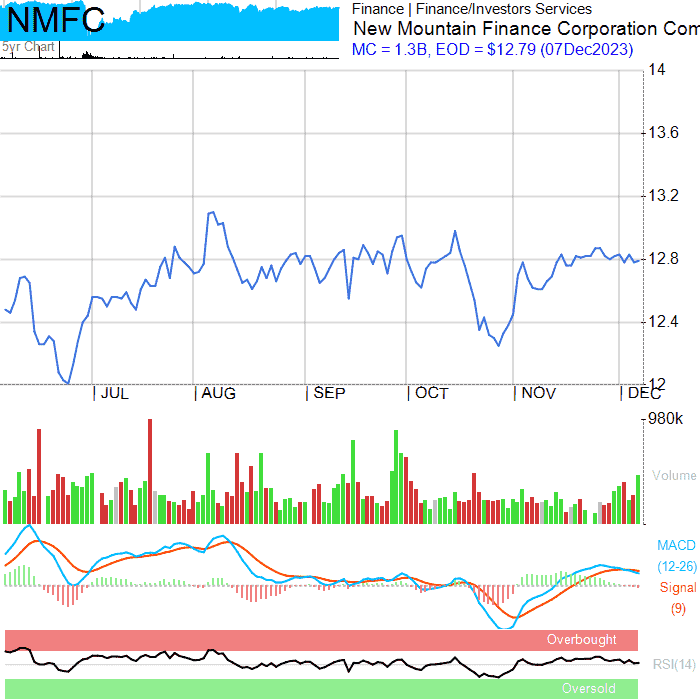 NMFC
5yr Chart
Finance | Finance/Investors Services
New Mountain Finance Corporation Com
MC = 1.3B, EOD = $12.79 (07Dec2023)
14
13.6
13.2
12.8
12.4
12
JUL AUG SEP OCT NOV DEC
980k
Volume
MACD
(12-26)
Signal
(9)
Overbought
RSI(14)
Oversold